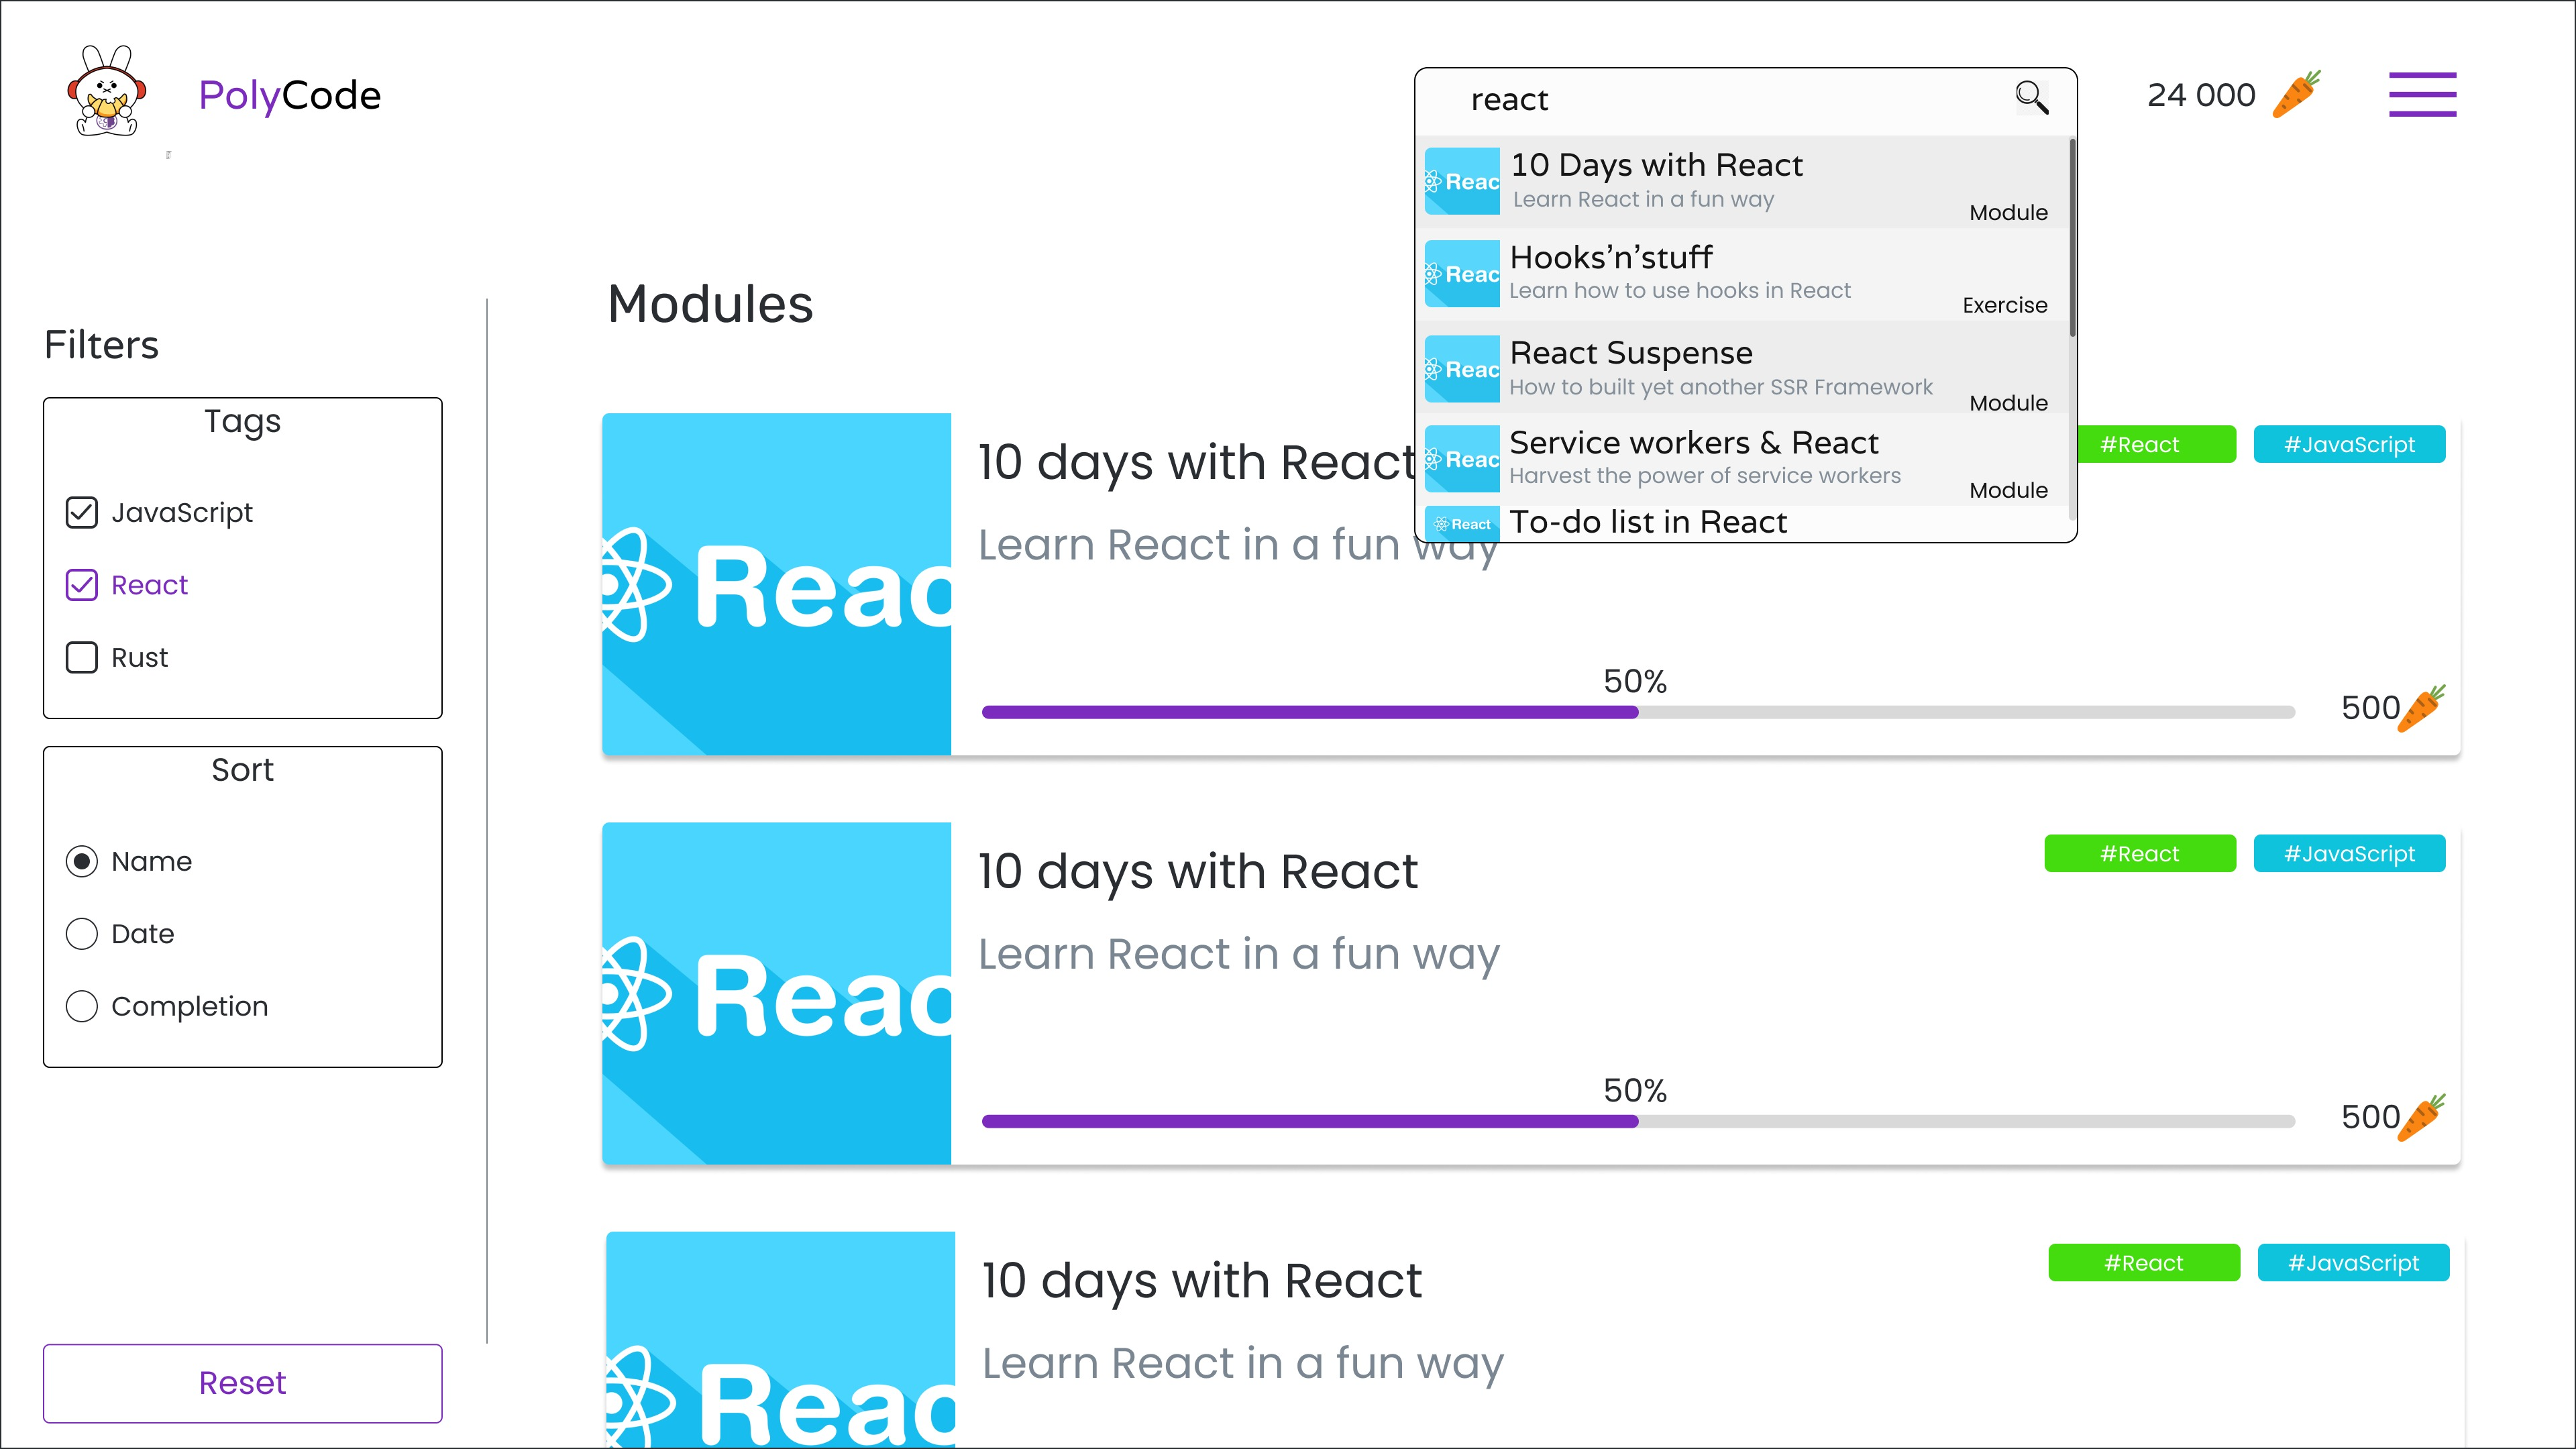 PolyCode
react
24 000
10 Days with React
Learn React in a fun way
Module
Hooks’n’stuff
Learn how to use hooks in React
Exercise
React Suspense
How to built yet another SSR Framework
Module
Service workers & React
Harvest the power of service workers
Module
React
To-do list in React
Filters
Tags
JavaScript
React
Rust
Sort
Name
Date
Completion
Reset
Modules
Reac
10 days with React
Learn React in a fun way
#React
#JavaScript
50%
500
Reac
10 days with React
Learn React in a fun way
#React
#JavaScript
50%
500
Reac
10 days with React
Learn React in a fun way
#React
#JavaScript